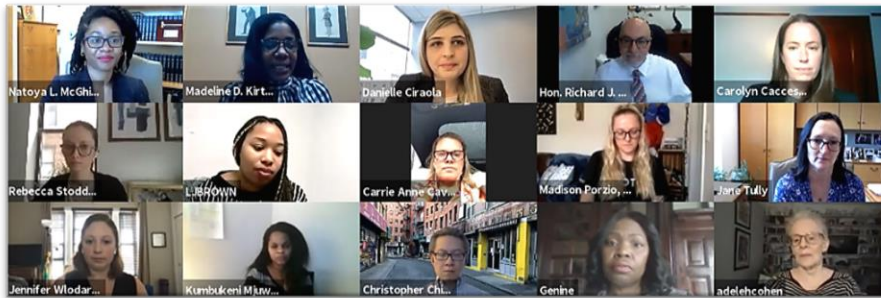 Natoya L. McGhi...
Madeline D. Kirt...
Danielle Ciraola
Hon. Richard J. ...
Carolyn Cacces...
Rebecca Stodd...
LJBROWN
Carrie Anne Cav...
Madison Porzio, ...
Jane Tully
Jennifer Wlodar...
Kumbukeni Mjuw...
Christopher Chi...
Genine
adelehcohen